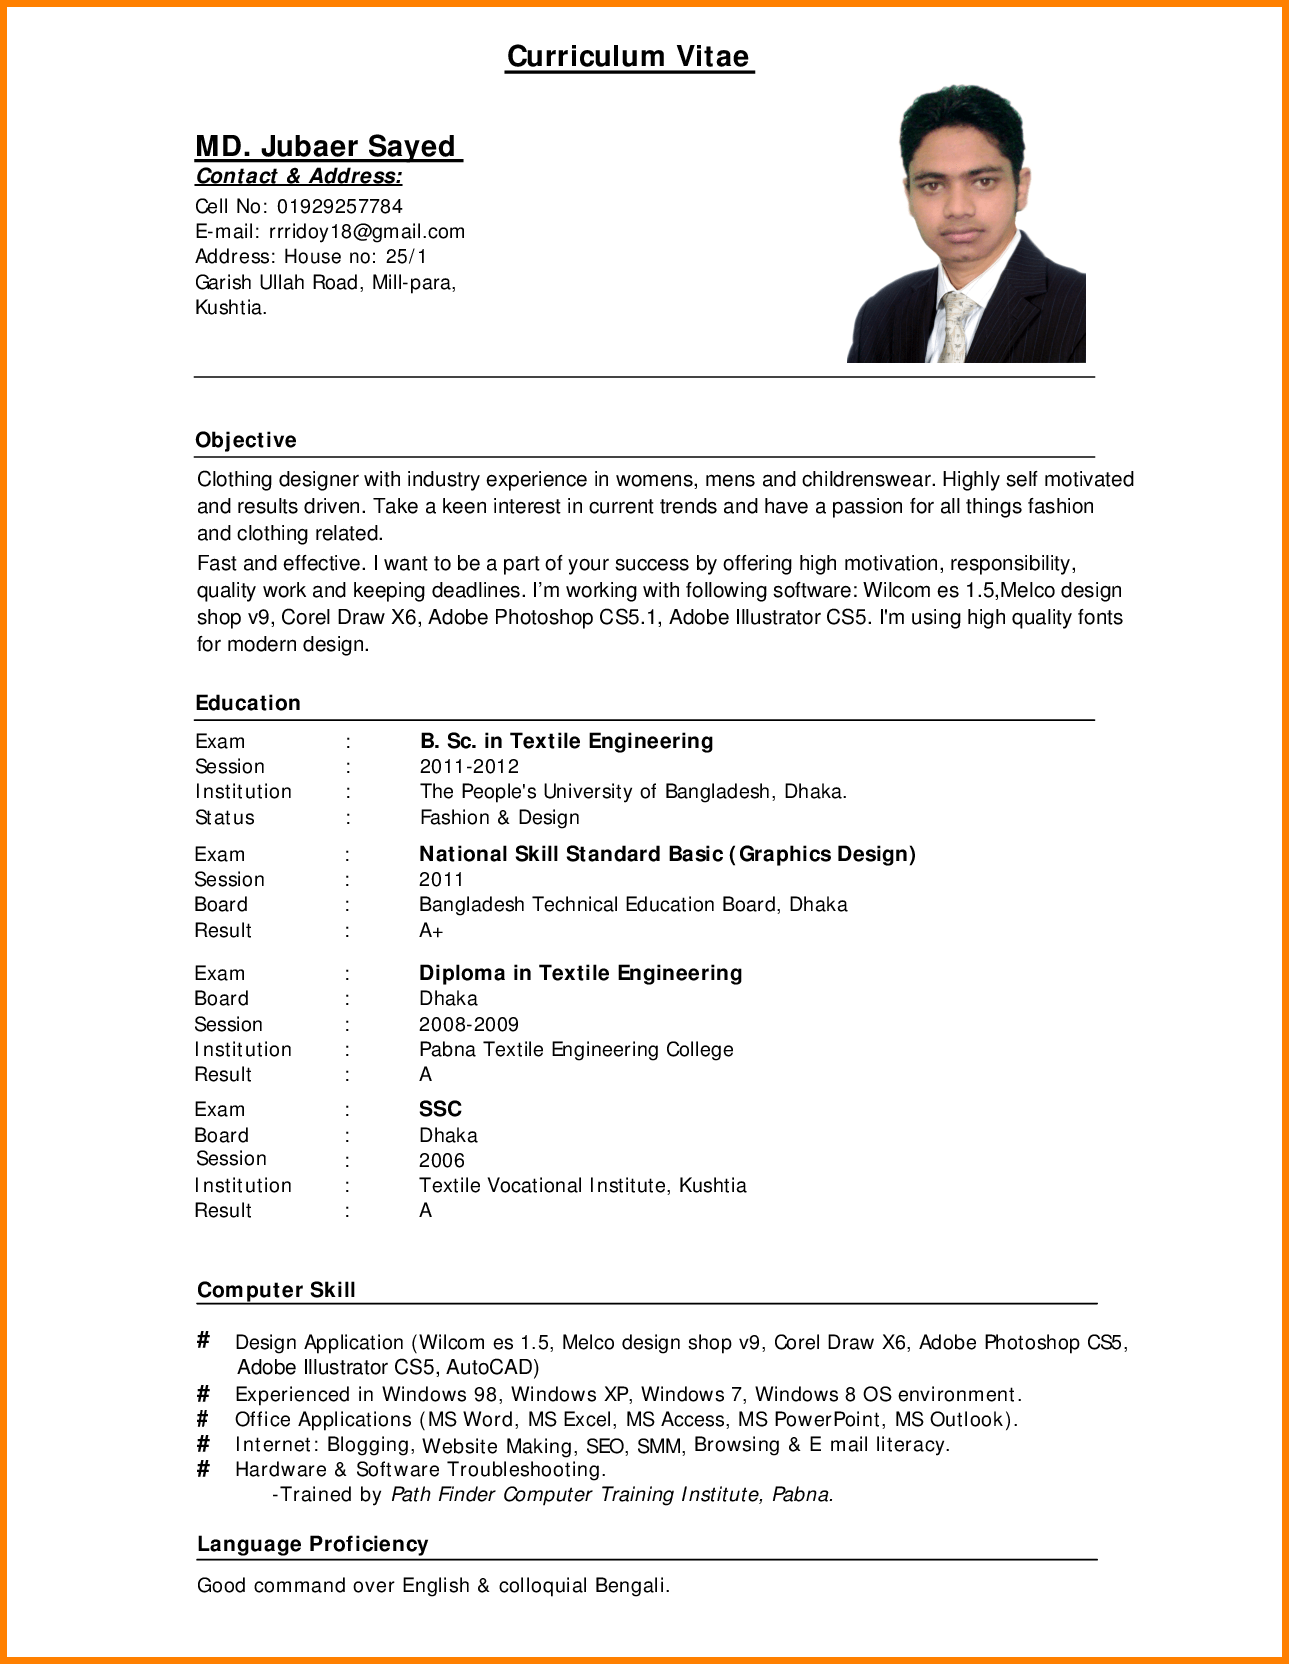 Curriculum Vitae
MD. Jubaer Sayed
Contact & Address:
Cell No: 01929257784
E-mail: rrridoy18@gmail.com
Address: House no: 25/1
Garish Ullah Road, Mill-para,
Kushtia.
Objective
Clothing designer with industry experience in womens, mens and childrenswear. Highly self motivated
and results driven. Take a keen interest in current trends and have a passion for all things fashion
and clothing related.
Fast and effective. I want to be a part of your success by offering high motivation, responsibility,
quality work and keeping deadlines. I’m working with following software: Wilcom es 1.5,Melco design
shop v9, Corel Draw X6, Adobe Photoshop CS5.1, Adobe Illustrator CS5. I'm using high quality fonts
for modern design.
Education
Exam : B. Sc. in Textile Engineering
Session : 2011-2012
Institution : The People's University of Bangladesh, Dhaka.
Status : Fashion & Design
Exam : National Skill Standard Basic (Graphics Design)
Session : 2011
Board : Bangladesh Technical Education Board, Dhaka
Result : A+
Exam : Diploma in Textile Engineering
Board : Dhaka
Session : 2008-2009
Institution : Pabna Textile Engineering College
Result : A
Exam : SSC
Board : Dhaka
Session : 2006
Institution : Textile Vocational Institute, Kushtia
Result : A
Computer Skill
# Design Application (Wilcom es 1.5, Melco design shop v9, Corel Draw X6, Adobe Photoshop CS5,
Adobe Illustrator CS5, AutoCAD)
# Experienced in Windows 98, Windows XP, Windows 7, Windows 8 OS environment.
# Office Applications (MS Word, MS Excel, MS Access, MS PowerPoint, MS Outlook).
# Internet: Blogging, Website Making, SEO, SMM, Browsing & E mail literacy.
# Hardware & Software Troubleshooting.
-Trained by Path Finder Computer Training Institute, Pabna.
Language Proficiency
Good command over English & colloquial Bengali.